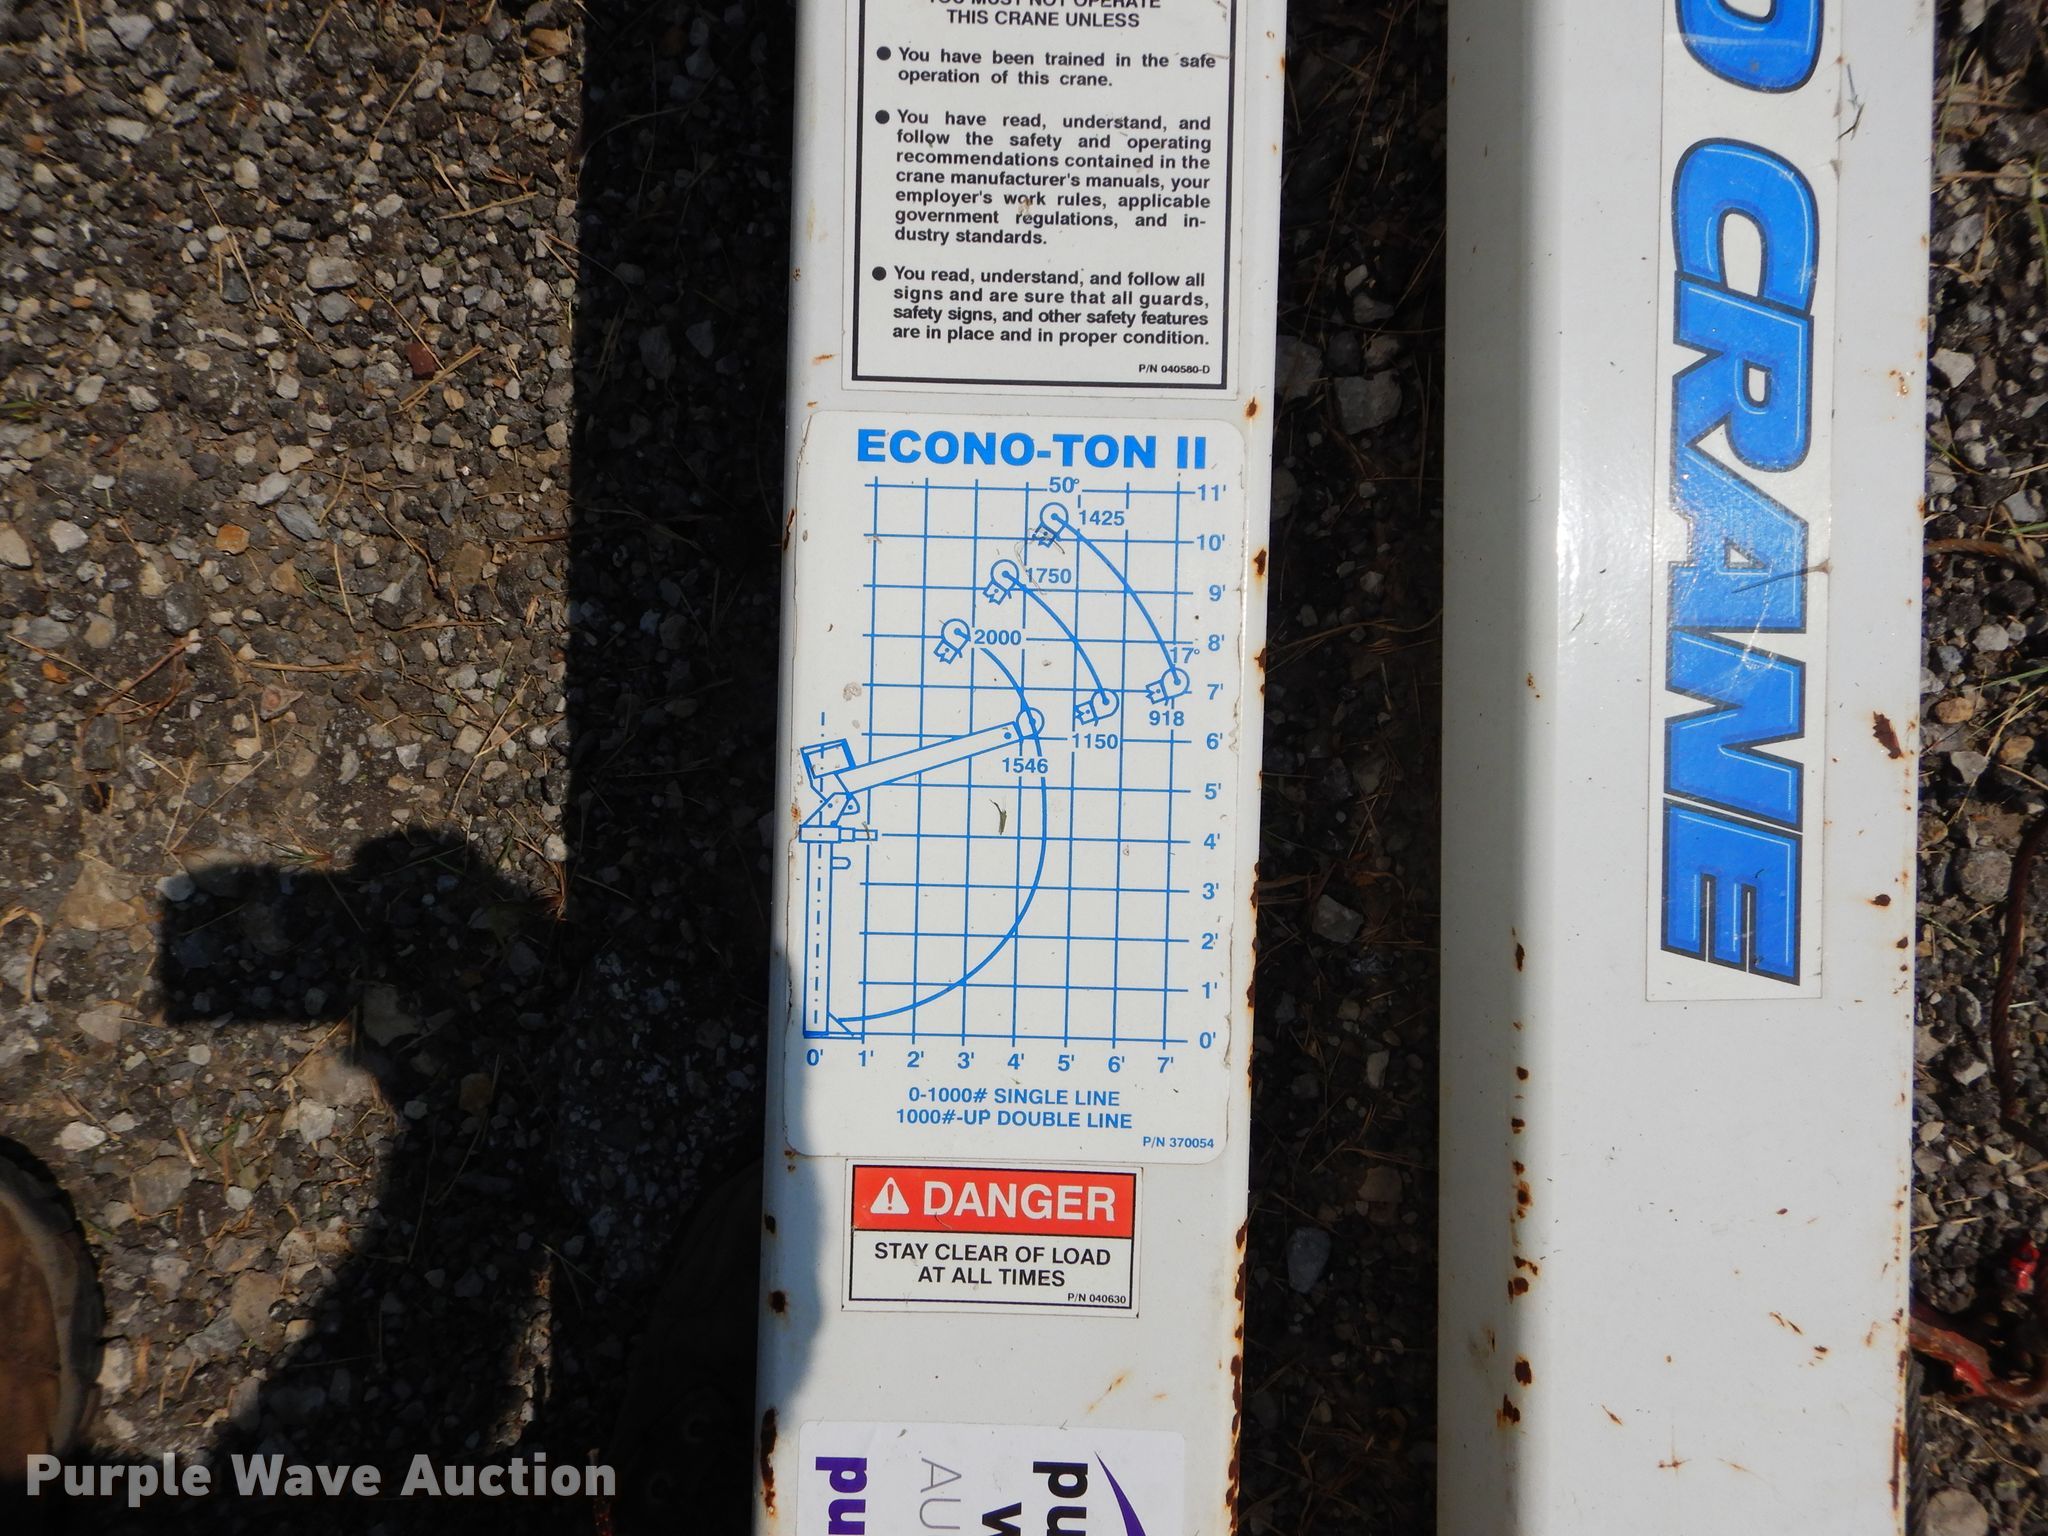 YOU MUST NOT OPERATE
THIS CRANE UNLESS
● You have been trained in the safe
operation of this crane.
● You have read, understand, and
follow the safety and operating
recommendations contained in the
crane manufacturer's manuals, your
employer's work rules, applicable
government regulations, and in-
dustry standards.
● You read, understand, and follow all
signs and are sure that all guards,
safety signs, and other safety features
are in place and in proper condition.
P/N 040580-D
ECONO-TON II
50°
11'
1425
10'
1750
9'
2000
8'
17°
7'
918
1150
6'
1546
5'
4'
3'
2'
1'
0'
0' 1' 2' 3' 4' 5' 6' 7'
0-1000# SINGLE LINE
1000#-UP DOUBLE LINE
P/N 370054
DANGER
STAY CLEAR OF LOAD
AT ALL TIMES
P/N 040630
O CRANE
Purple Wave Auction